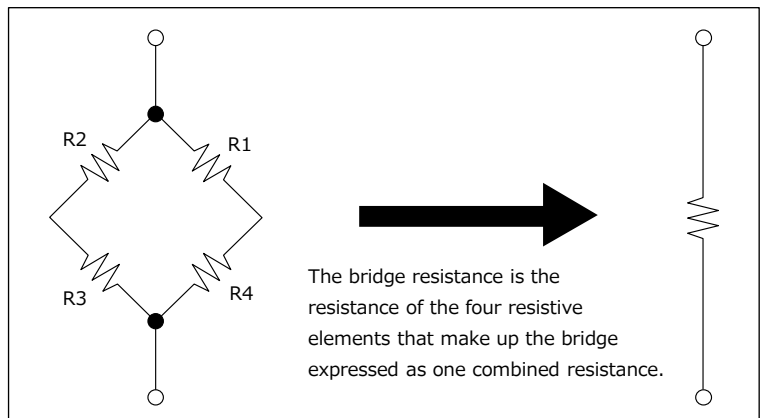 R2
R1
R3
R4
The bridge resistance is the
resistance of the four resistive
elements that make up the bridge
expressed as one combined resistance.